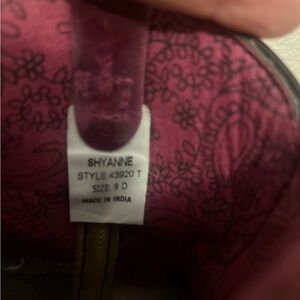 SHYANNE
STYLE 43920 T
SIZE 9 D
MADE IN INDIA